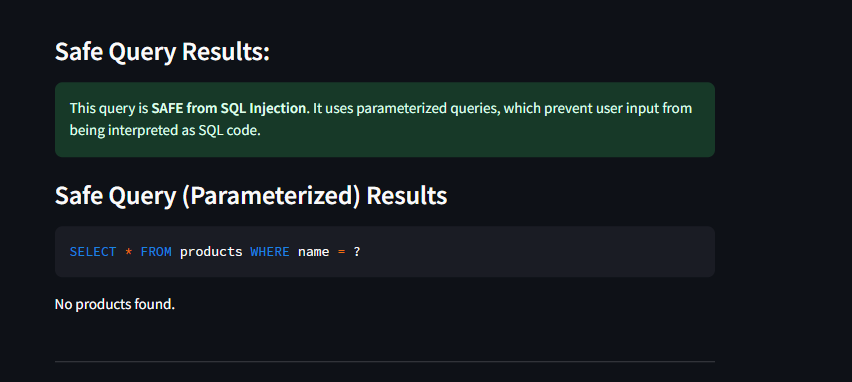 Safe Query Results:
This query is SAFE from SQL Injection. It uses parameterized queries, which prevent user input from
being interpreted as SQL code.
Safe Query (Parameterized) Results
SELECT * FROM products WHERE name = ?
No products found.